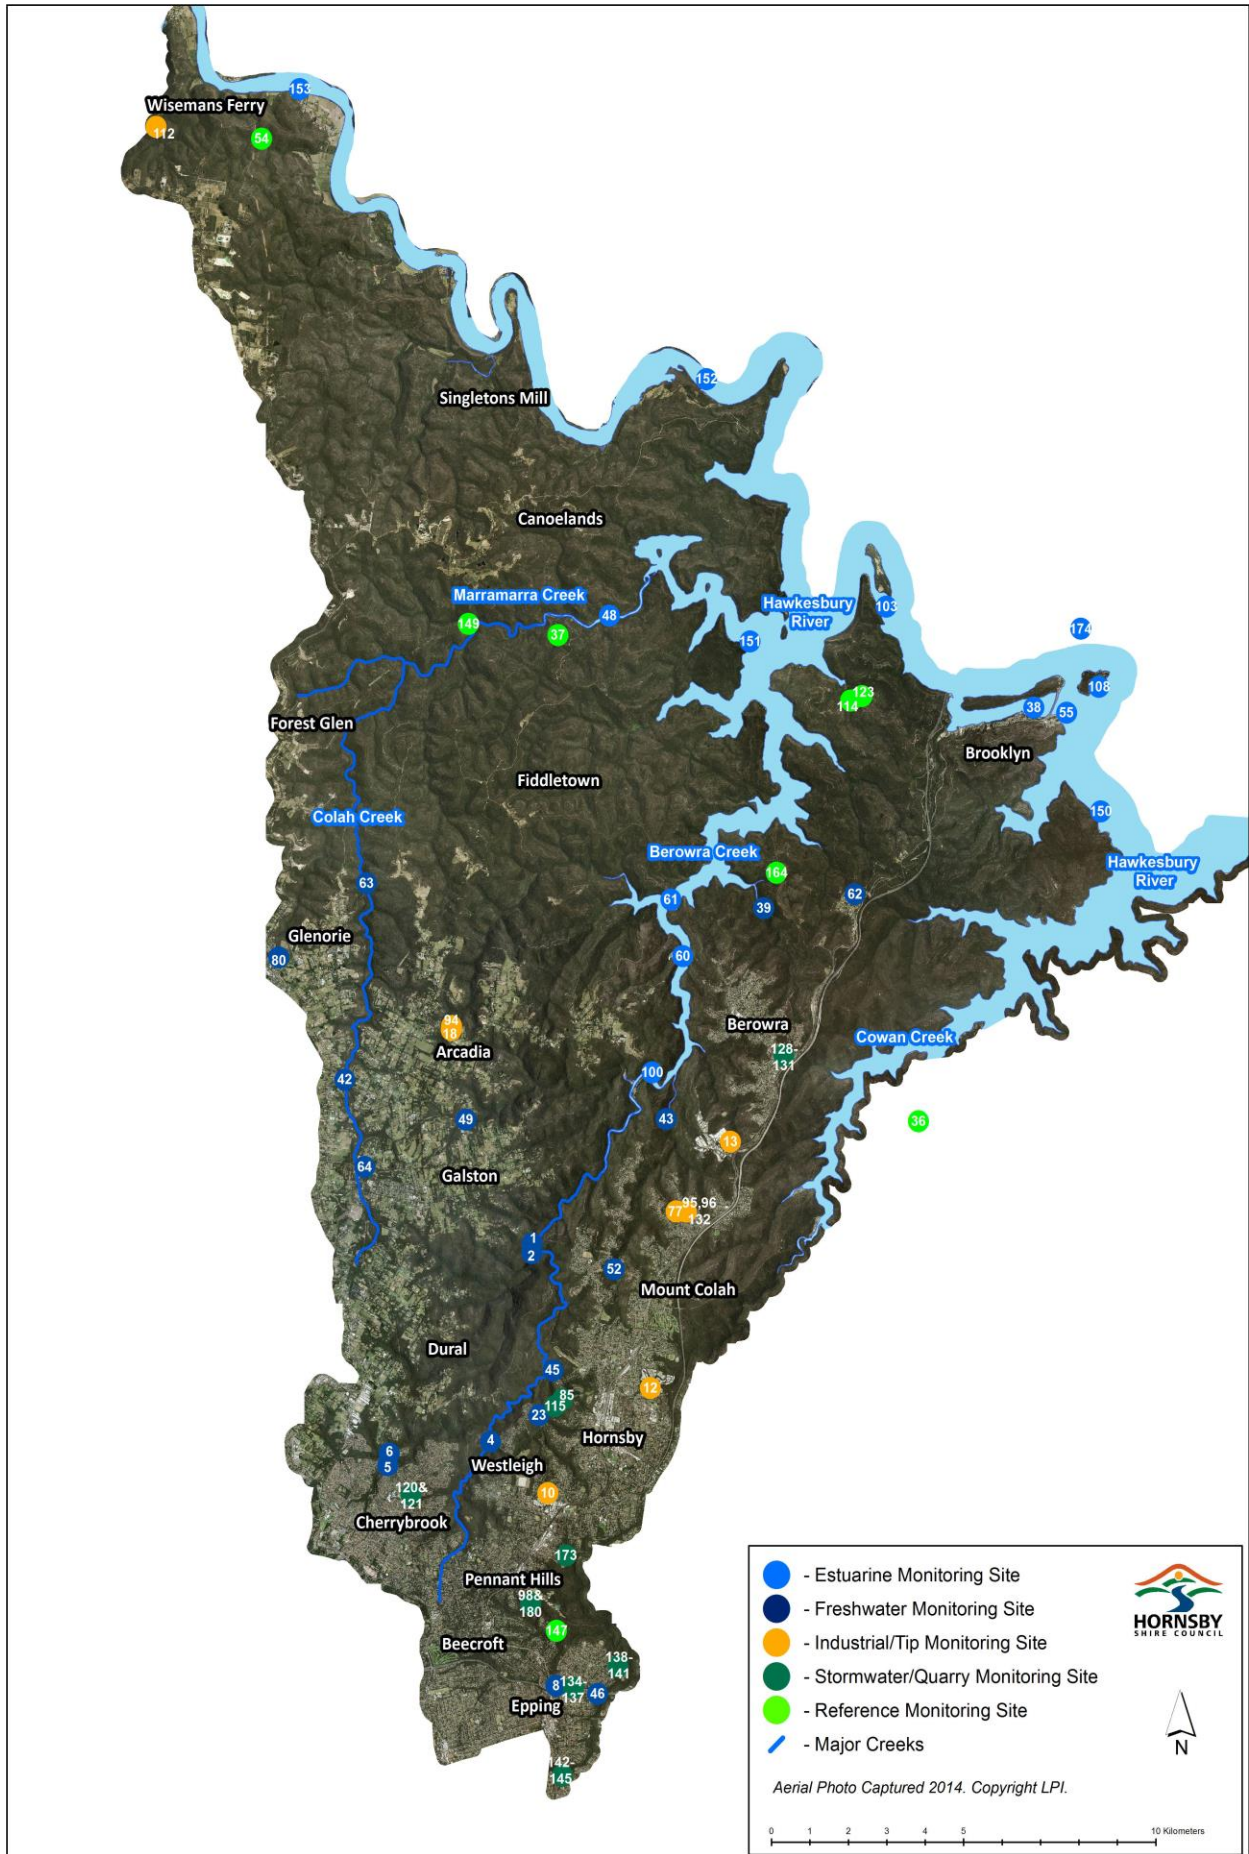 153
Wisemans Ferry
112
54
152
Singletons Mill
Canoelands
Marramarra Creek
Hawkesbury
River
48
103
149
37
151
174
123
114
108
38
55
Forest Glen
Brooklyn
Fiddletown
Colah Creek
150
Berowra Creek
Hawkesbury
River
164
63
62
61
39
Glenorie
80
60
94
18
Arcadia
Berowra
128-
131
Cowan Creek
100
42
49
43
36
13
64
Galston
77
95,96
132
1
2
52
Mount Colah
Dural
45
12
85
115
23
Hornsby
4
6
5
Westleigh
120&
121
10
Cherrybrook
173
Pennant Hills
98&
180
147
Beecroft
138-
141
8
134-
137
46
Epping
142-
145
- Estuarine Monitoring Site
- Freshwater Monitoring Site
- Industrial/Tip Monitoring Site
- Stormwater/Quarry Monitoring Site
- Reference Monitoring Site
- Major Creeks
HORNSBY
SHIRE COUNCIL
N
Aerial Photo Captured 2014. Copyright LPI.
0 1 2 3 4 5 10 Kilometers